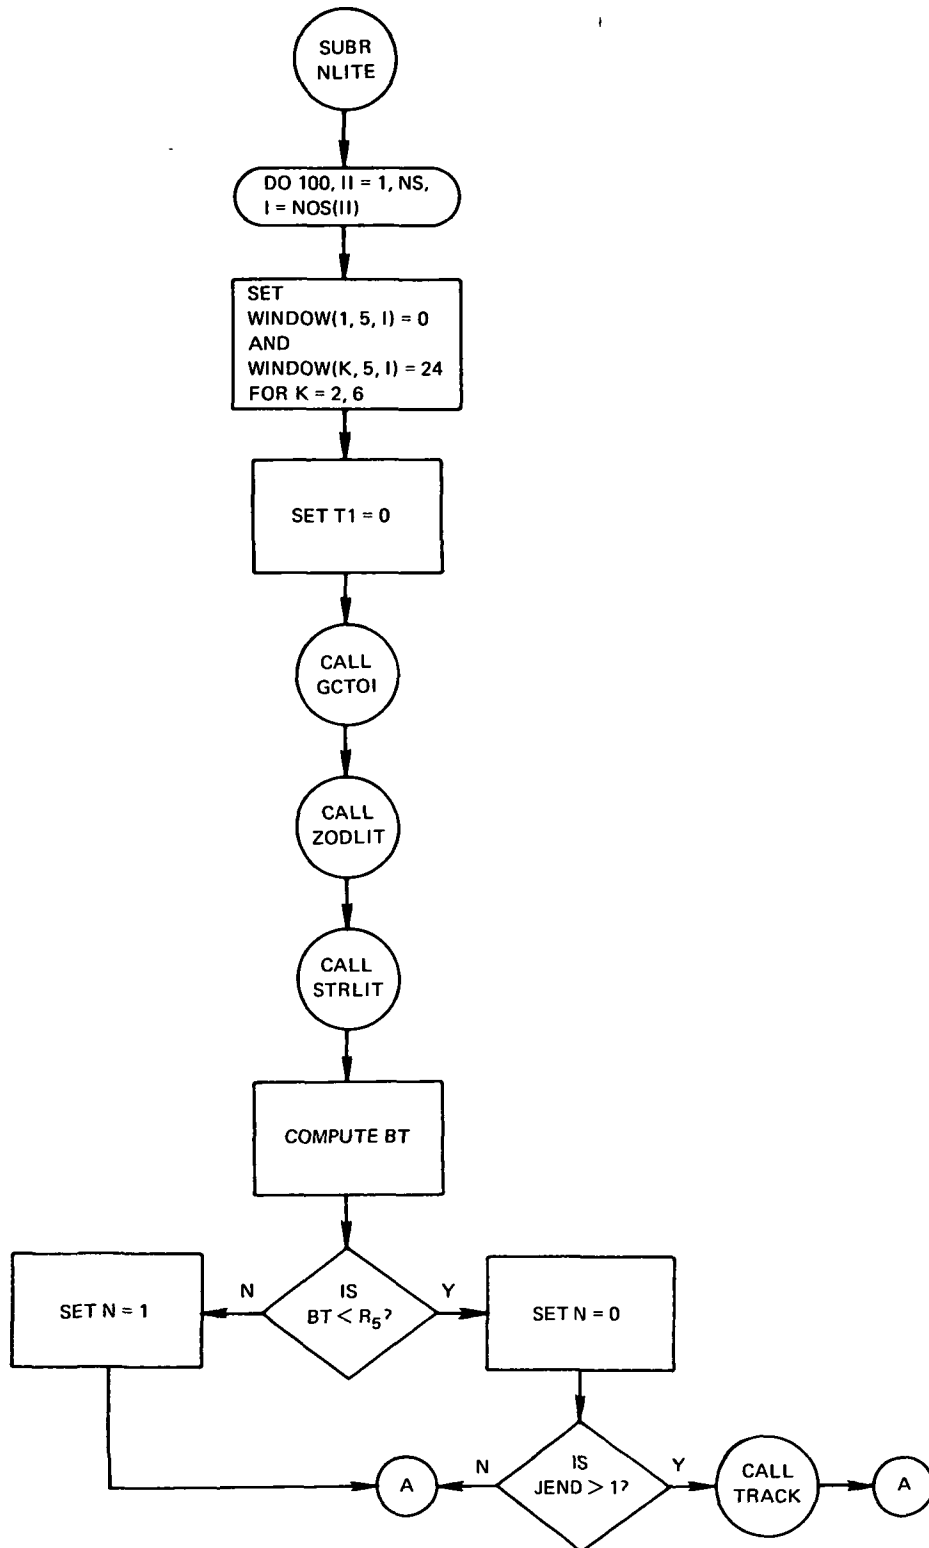 SUBR
NLITE
DO 100, II = 1, NS,
I = NOS(II)
SET
WINDOW(1, 5, I) = 0
AND
WINDOW(K, 5, I) = 24
FOR K = 2, 6
SET T1 = 0
CALL
GCTOI
CALL
ZODLIT
CALL
STRLIT
COMPUTE BT
IS
BT < R₅?
N
Y
SET N = 1
SET N = 0
IS
JEND > 1?
N
Y
A
CALL
TRACK
A